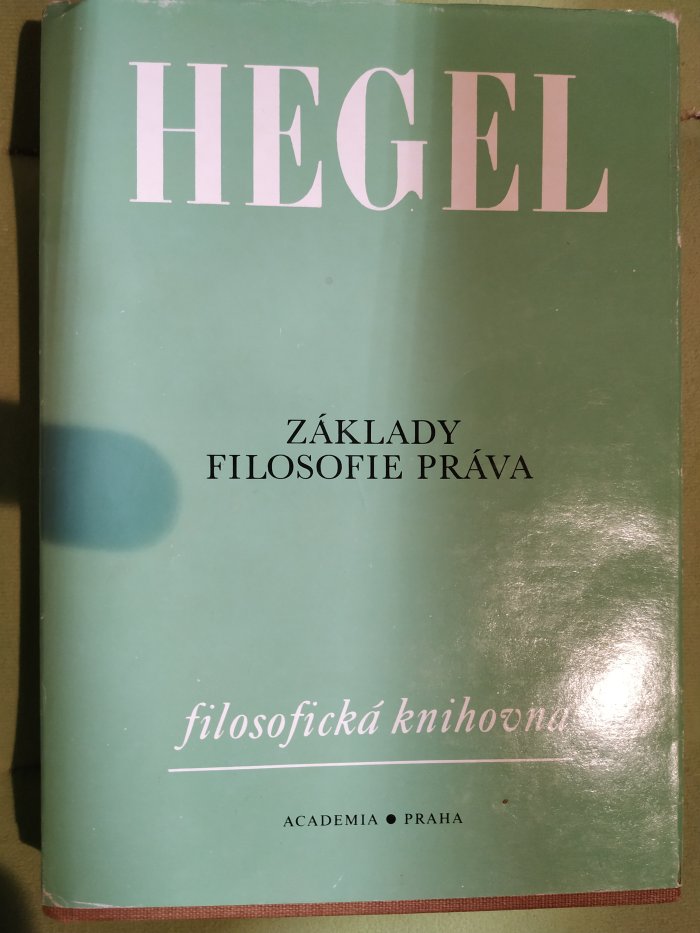 HEGEL
ZÁKLADY
FILOSOFIE PRÁVA
filosofická knihovna
ACADEMIA ● PRAHA